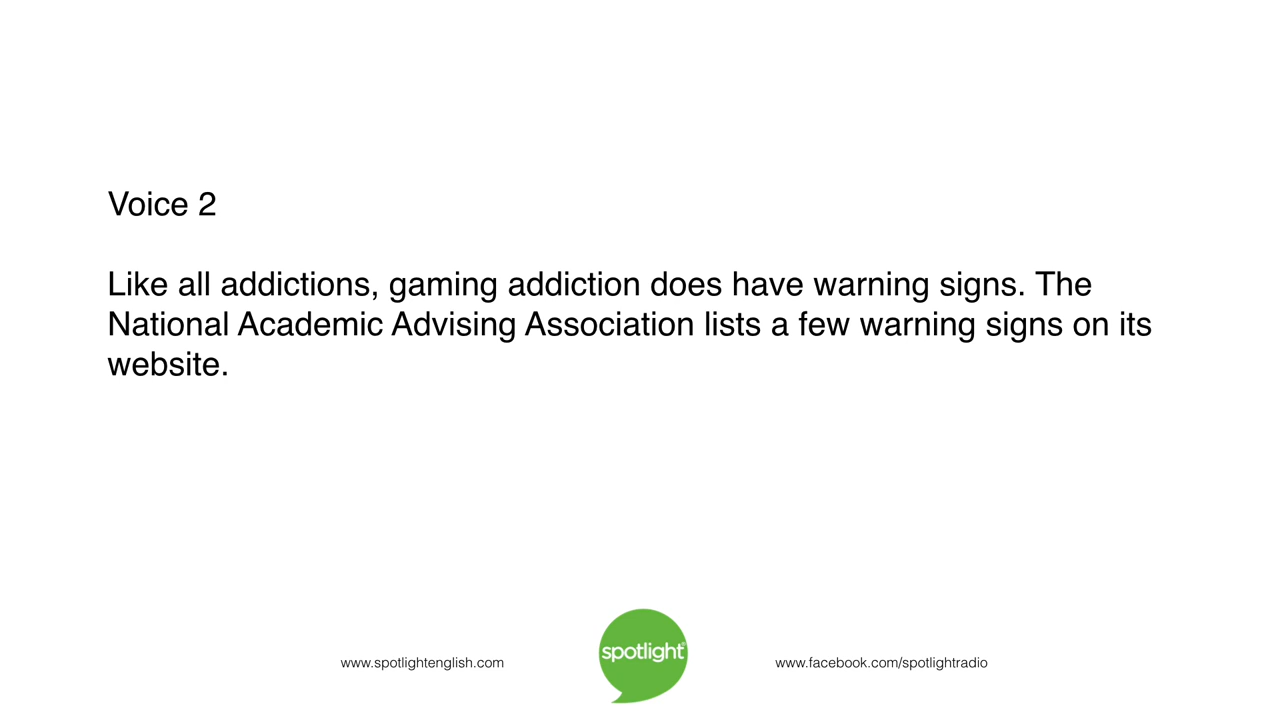 Voice 2
Like all addictions, gaming addiction does have warning signs. The
National Academic Advising Association lists a few warning signs on its
website.
www.spotlightenglish.com
spotlight®
www.facebook.com/spotlightradio